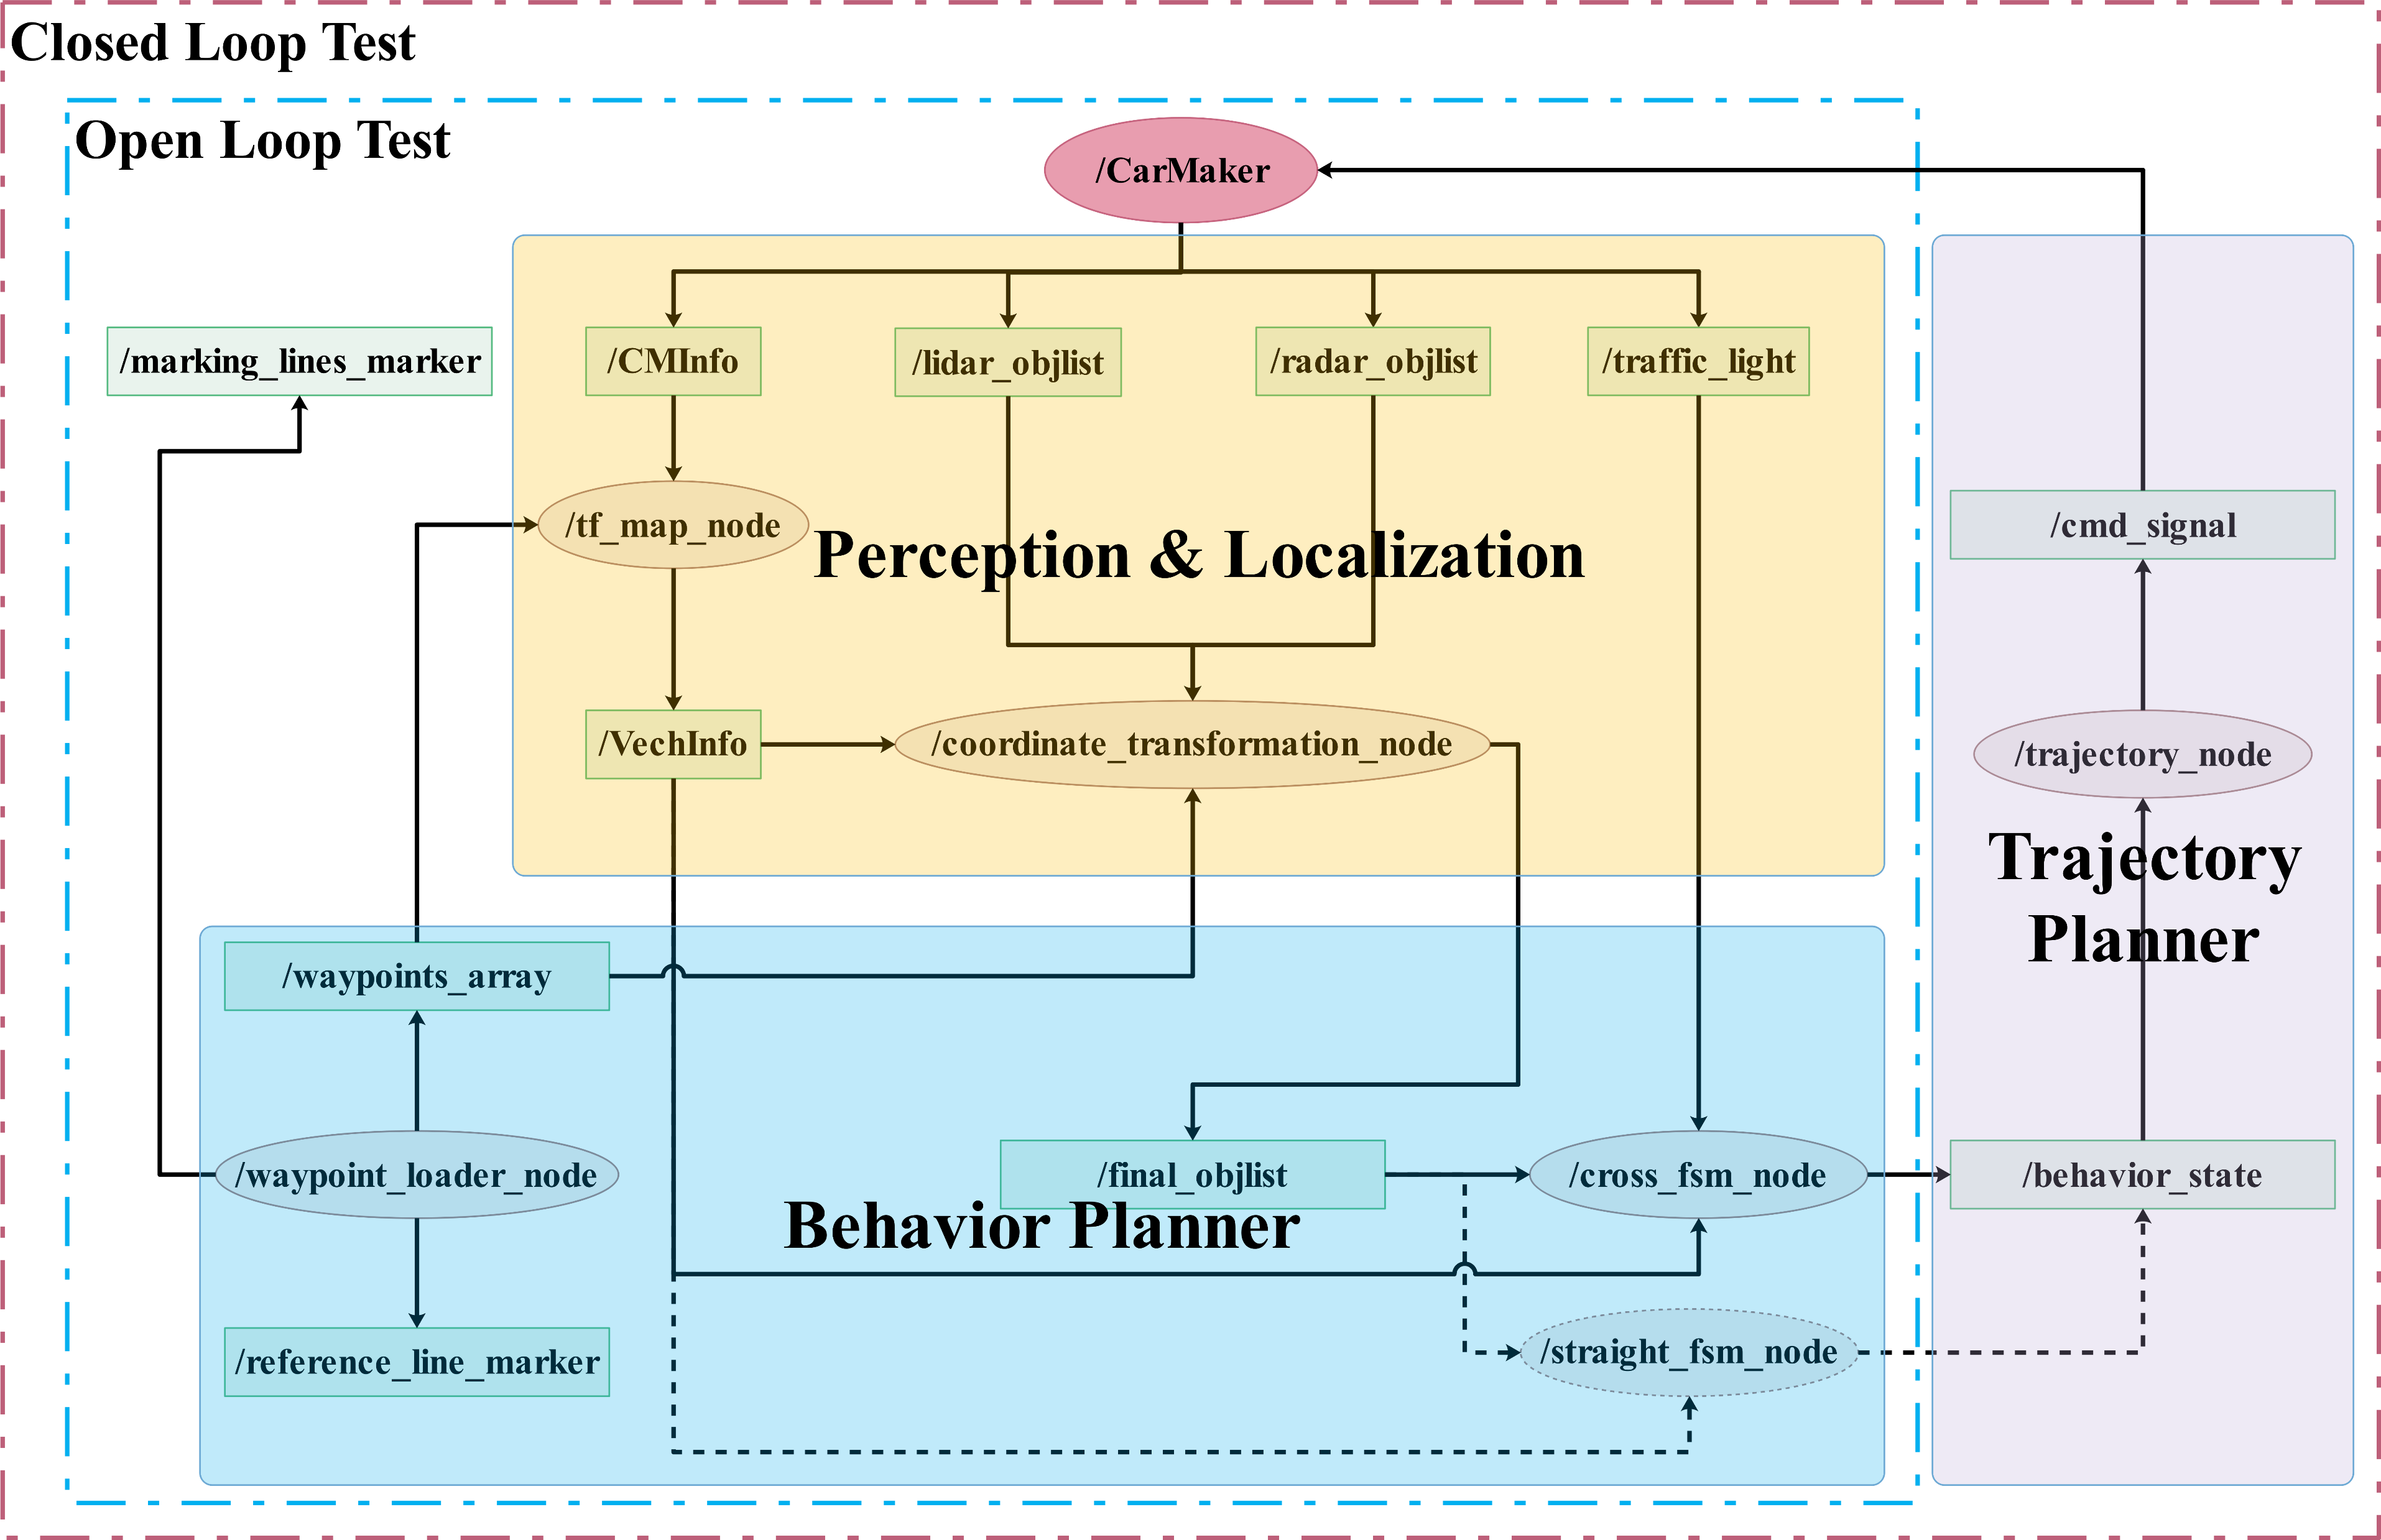 Closed Loop Test
Open Loop Test
/CarMaker
/marking_lines_marker
/CMInfo
/lidar_objlist
/radar_objlist
/traffic_light
/tf_map_node
Perception & Localization
/cmd_signal
/VechInfo
/coordinate_transformation_node
/trajectory_node
Trajectory
Planner
/waypoints_array
/waypoint_loader_node
/final_objlist
/cross_fsm_node
/behavior_state
Behavior Planner
/reference_line_marker
/straight_fsm_node